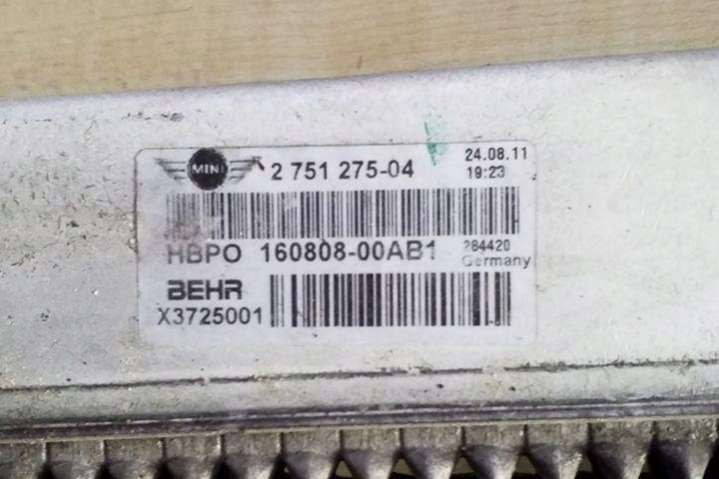 MINI 2 751 275-04 24.08.11
19:23
HBPO 160808-00AB1 284420
Germany
BEHR
X3725001